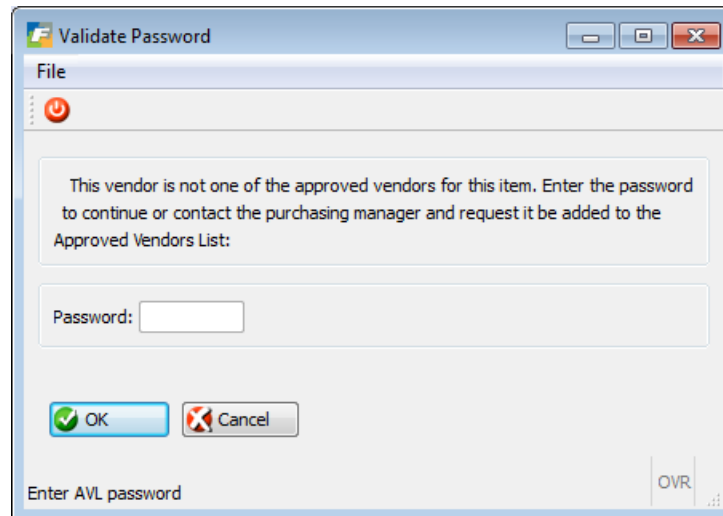 Validate Password
File
This vendor is not one of the approved vendors for this item. Enter the password
to continue or contact the purchasing manager and request it be added to the
Approved Vendors List:
Password:
OK
Cancel
Enter AVL password
OVR